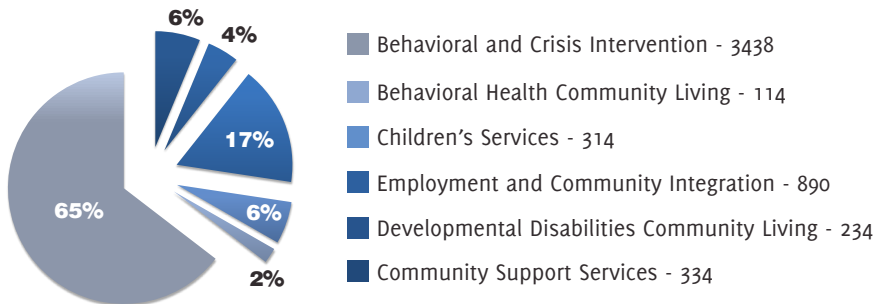 6%
4%
17%
65%
6%
2%
Behavioral and Crisis Intervention - 3438
Behavioral Health Community Living - 114
Children's Services - 314
Employment and Community Integration - 890
Developmental Disabilities Community Living - 234
Community Support Services - 334